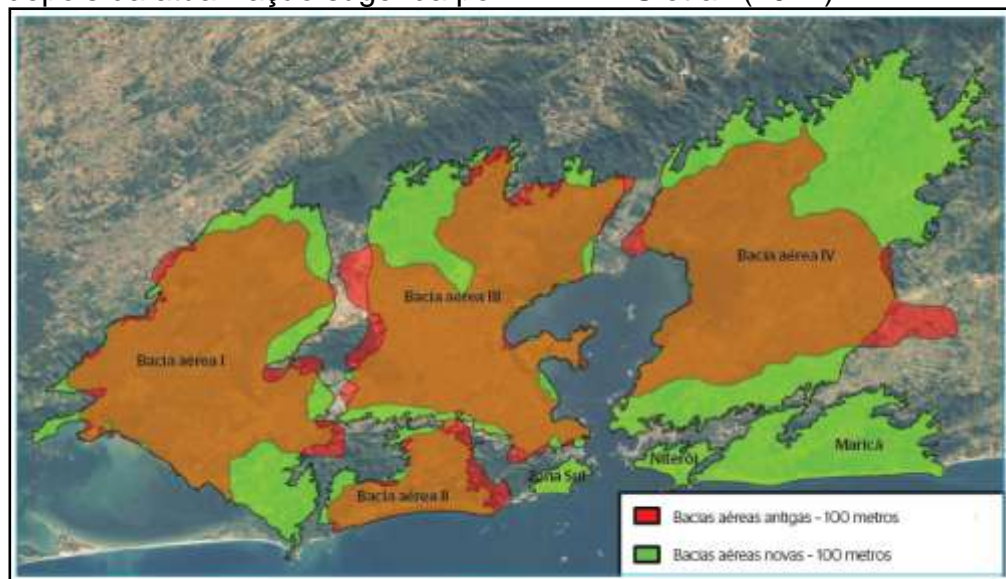 Bacia aérea I
Bacia aérea III
Bacia aérea IV
Bacia aérea II
Zona Sul
Niterói
Maricá
Bacias aéreas antigas - 100 metros
Bacias aéreas novas - 100 metros